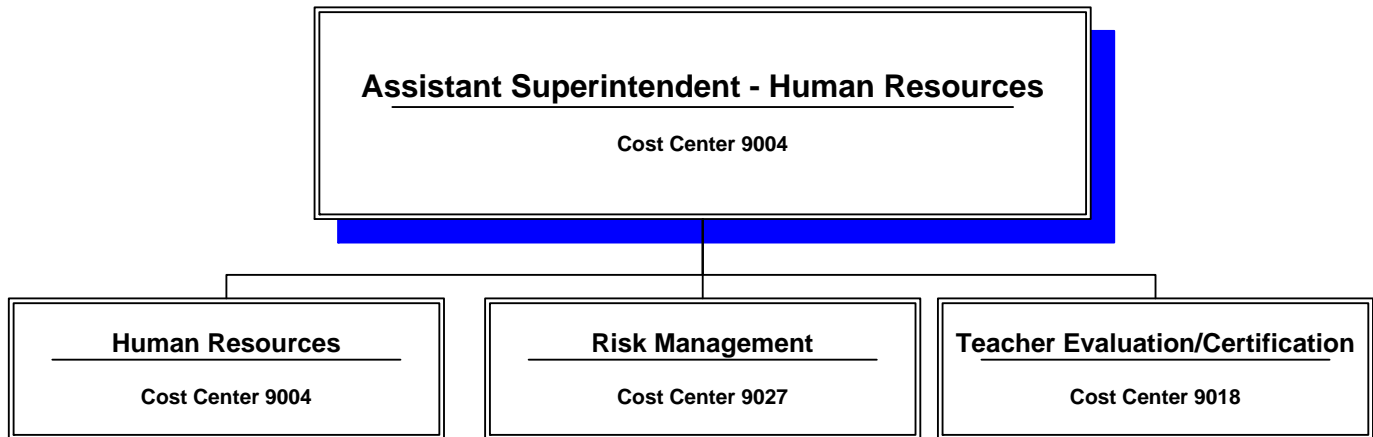 Assistant Superintendent - Human Resources
Cost Center 9004
Human Resources
Cost Center 9004
Risk Management
Cost Center 9027
Teacher Evaluation/Certification
Cost Center 9018